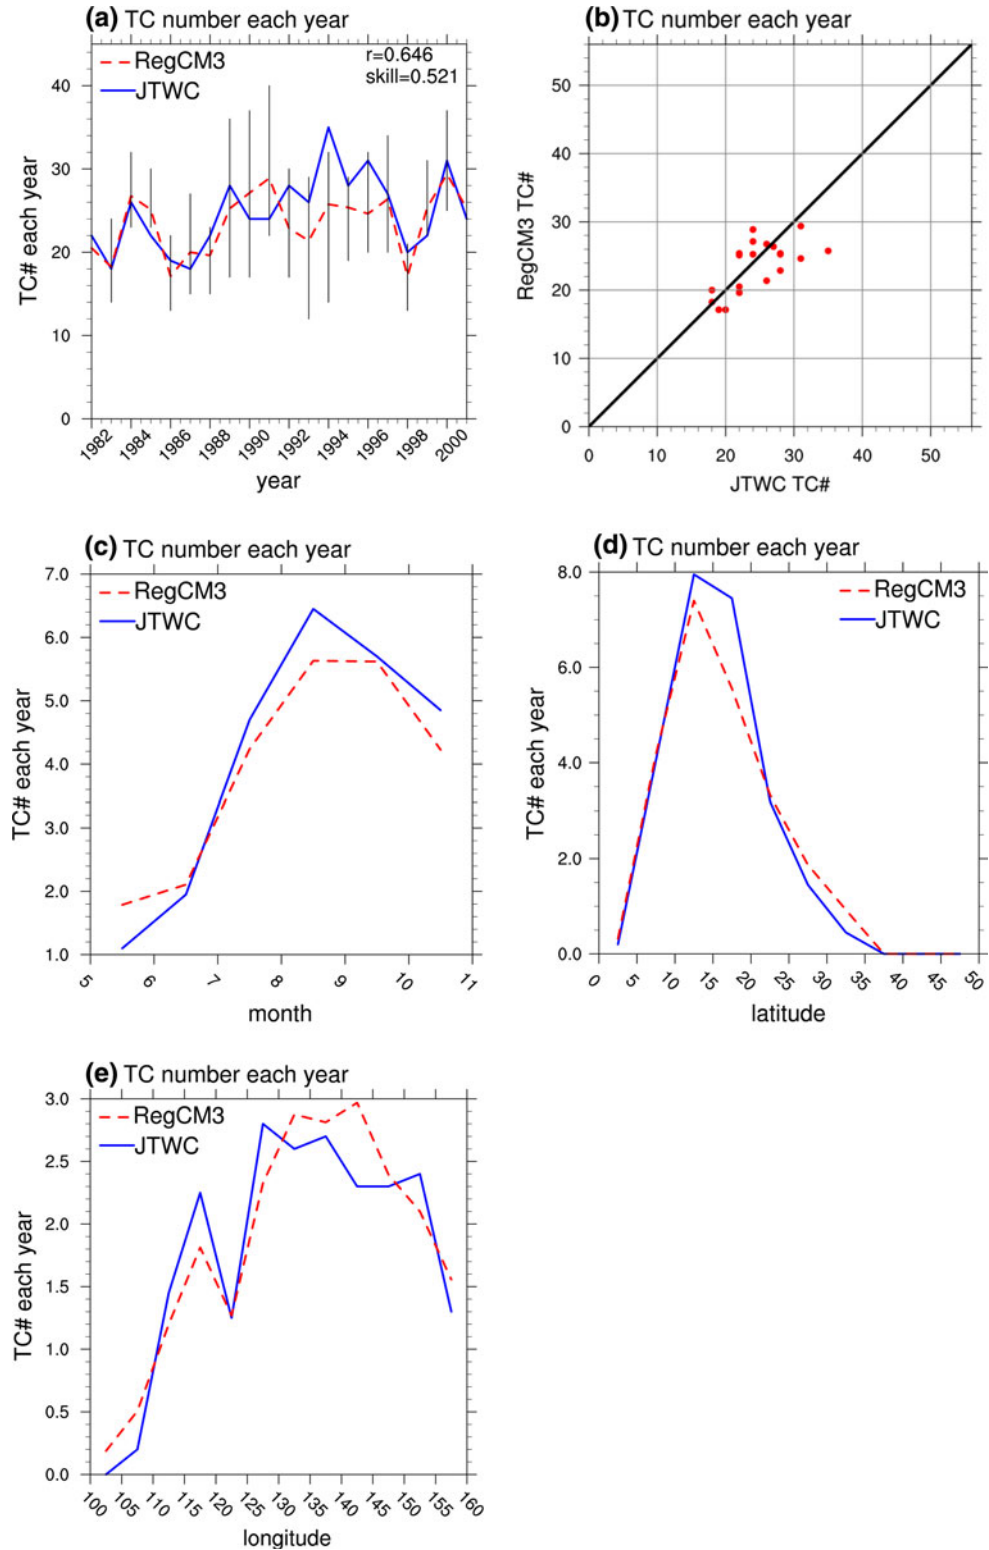 (a) TC number each year
RegCM3
JTWC
r=0.646
skill=0.521
TC# each year
40
30
20
10
0
1982 1984 1986 1988 1990 1992 1994 1996 1998 2000
year
(b) TC number each year
RegCM3 TC#
50
40
30
20
10
0
0 10 20 30 40 50
JTWC TC#
(c) TC number each year
RegCM3
JTWC
TC# each year
7.0
6.0
5.0
4.0
3.0
2.0
1.0
5 6 7 8 9 10 11
month
(d) TC number each year
RegCM3
JTWC
TC# each year
8.0
6.0
4.0
2.0
0.0
0 5 10 15 20 25 30 35 40 45 50
latitude
(e) TC number each year
RegCM3
JTWC
TC# each year
3.0
2.5
2.0
1.5
1.0
0.5
0.0
100 105 110 115 120 125 130 135 140 145 150 155 160
longitude